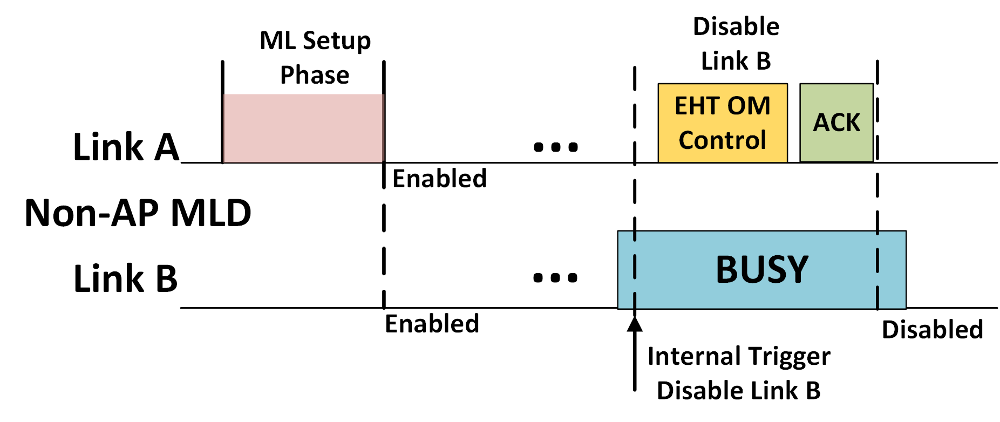 Disable
Link B
ML Setup
Phase
EHT OM
Control
ACK
Link A
...
Enabled
Non-AP MLD
Link B
...
BUSY
Enabled
Disabled
Internal Trigger
Disable Link B